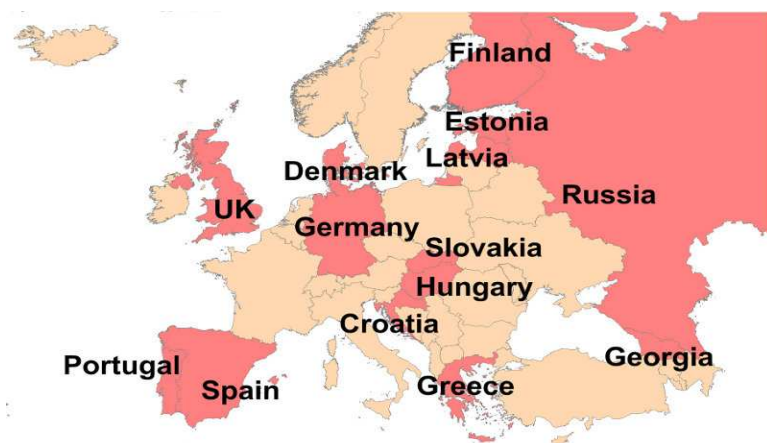 Finland
Estonia
Latvia
Denmark
Russia
UK
Germany
Slovakia
Hungary
Croatia
Georgia
Portugal
Spain
Greece